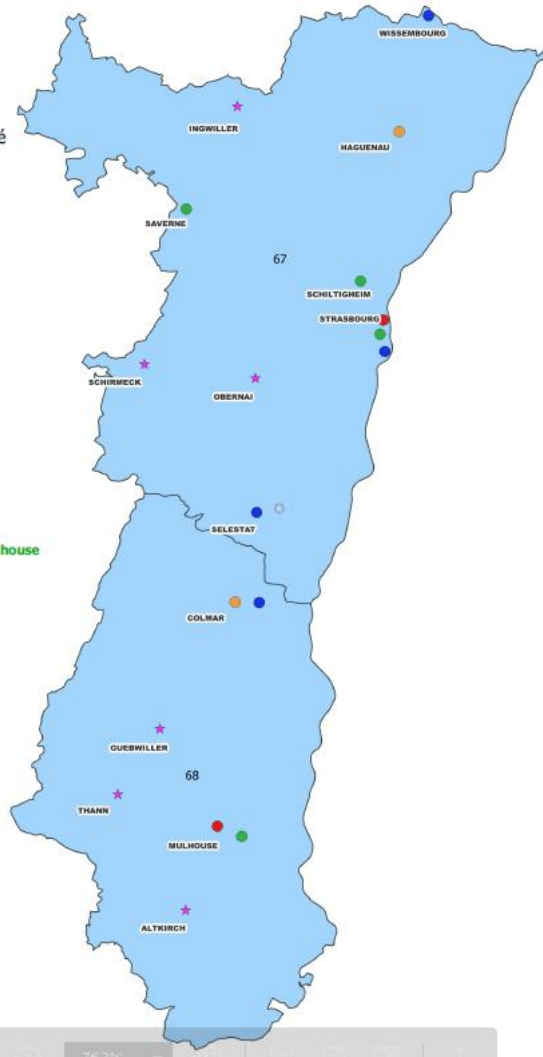 WISSEMBOURG
INGWILLER
é
HAGUENAU
SAVERNE
67
SCHILTIGHEIM
STRASBOURG
SCHIRMECK
OBERNAI
SELESTAT
house
COLMAR
GUEBWILLER
68
THANN
MULHOUSE
ALTKIRCH